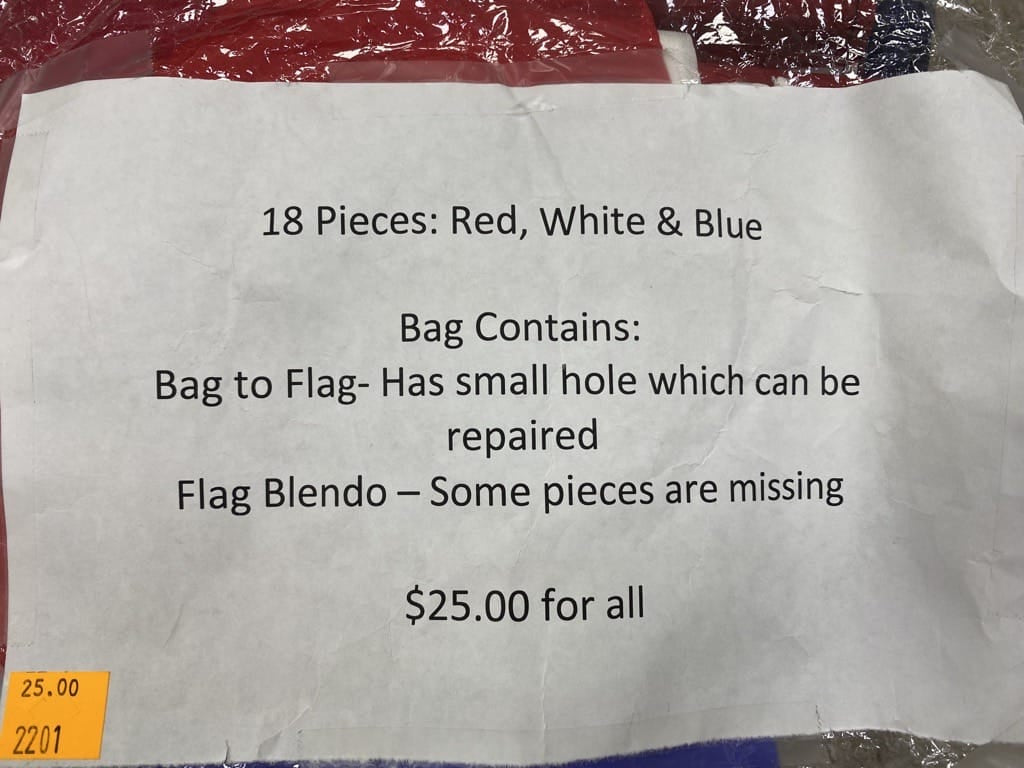 18 Pieces: Red, White & Blue
Bag Contains:
Bag to Flag- Has small hole which can be
repaired
Flag Blendo – Some pieces are missing
$25.00 for all
25.00
2201